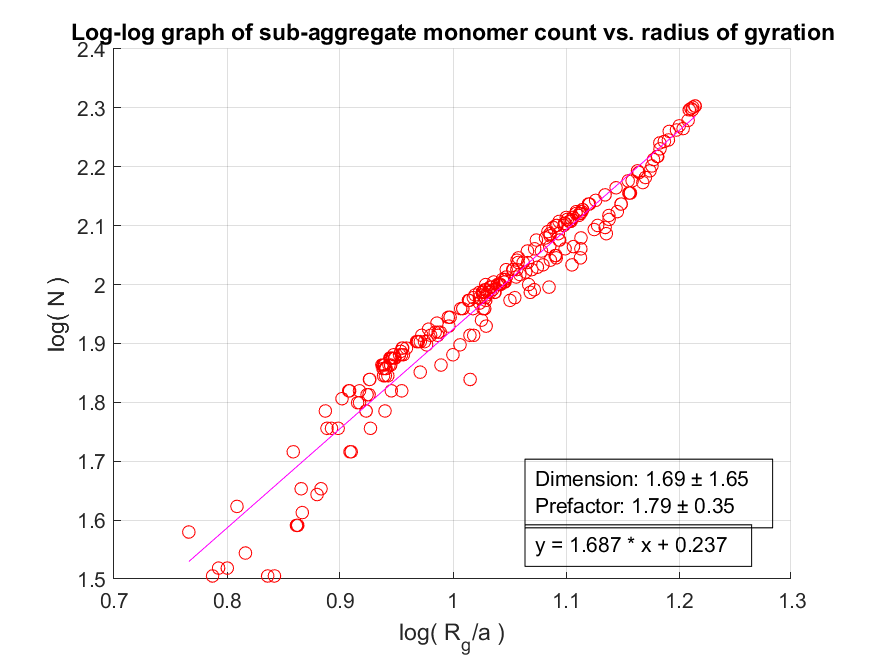 Log-log graph of sub-aggregate monomer count vs. radius of gyration
2.4
2.3
2.2
2.1
2
1.9
1.8
1.7
1.6
1.5
log( N )
Dimension: 1.69 ± 1.65
Prefactor: 1.79 ± 0.35
y = 1.687 * x + 0.237
0.7 0.8 0.9 1 1.1 1.2 1.3
log( R_g/a )